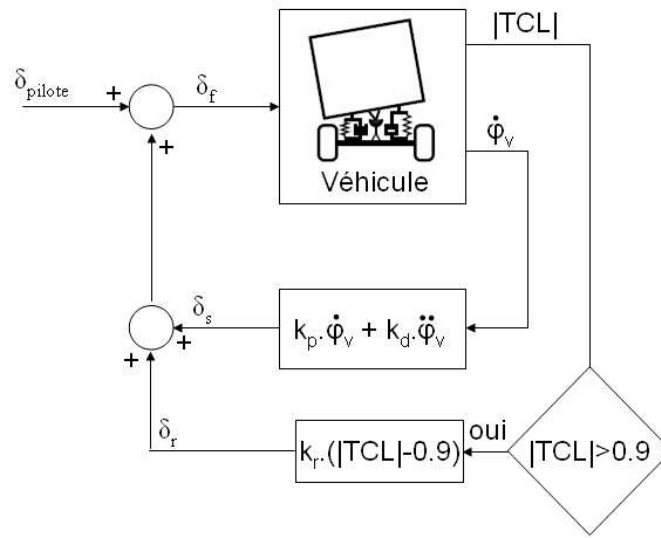 |TCL|
δpilote
+
δf
φ̇v
+
Véhicule
δs
kp.φ̇v + kd.φ̈v
+
+
δr
oui
kr.(|TCL|-0.9)
|TCL|>0.9